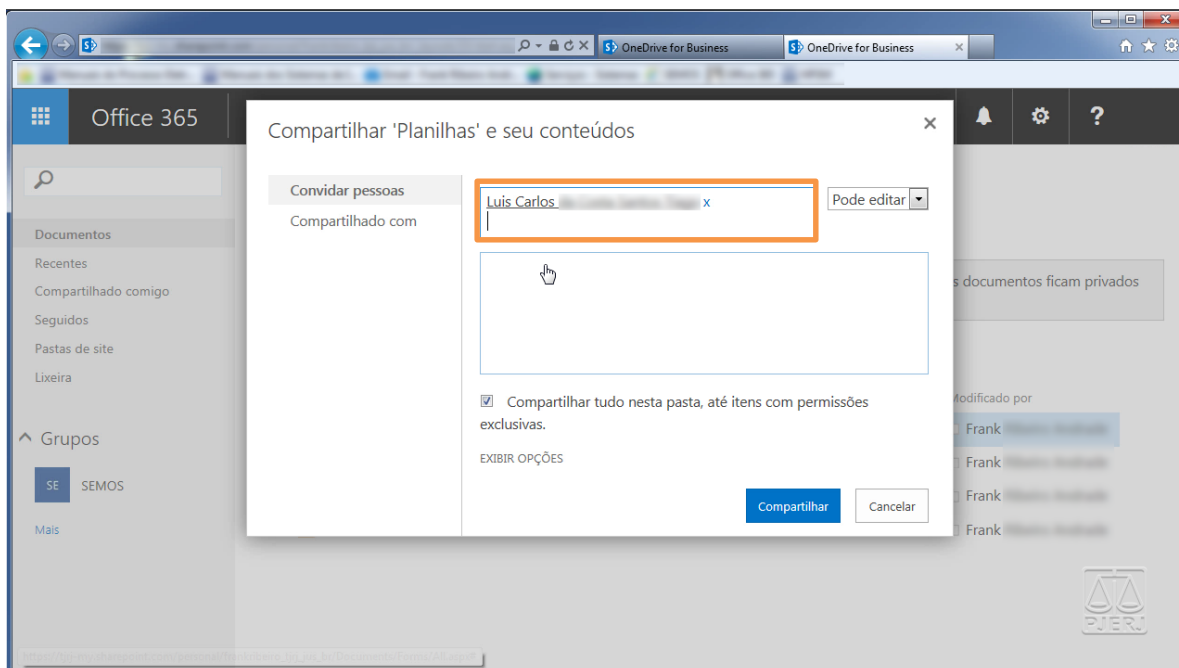 OneDrive for Business
OneDrive for Business
Office 365
Compartilhar 'Planilhas' e seu conteúdos
Convidar pessoas
Compartilhado com
Luis Carlos
x
Pode editar
Documentos
Recentes
Compartilhado comigo
Seguidos
Pastas de site
Lixeira
s documentos ficam privados
Compartilhar tudo nesta pasta, até itens com permissões
exclusivas.
EXIBIR OPÇÕES
Compartilhar
Cancelar
Modificado por
Frank
Frank
Frank
Frank
Grupos
SE
SEMOS
Mais
PJERJ